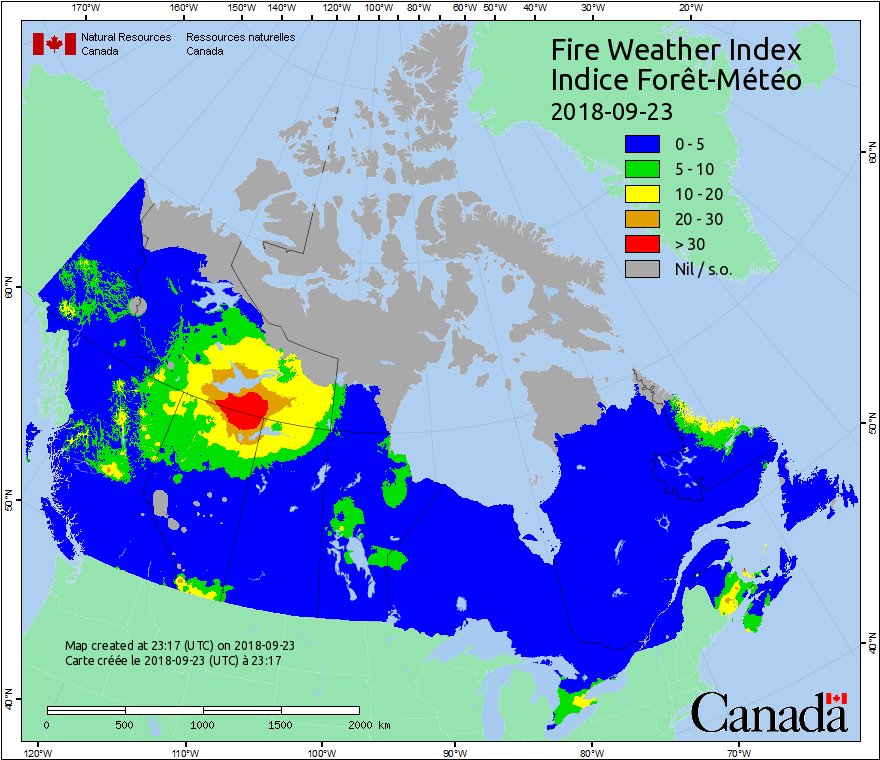 170°W 160°W 150°W 140°W 120°W 100°W 80°W 60°W 50°W 40°W 30°W 20°W
Natural Resources Ressources naturelles
Canada Canada
Fire Weather Index
Indice Forêt-Météo
2018-09-23
0 - 5
5 - 10
10 - 20
20 - 30
> 30
Nil / s.o.
60°N
60°N
50°N
50°N
40°N
40°N
Map created at 23:17 (UTC) on 2018-09-23
Carte créée le 2018-09-23 (UTC) à 23:17
0 500 1000 1500 2000 km
Canada
120°W 110°W 100°W 90°W 80°W 70°W